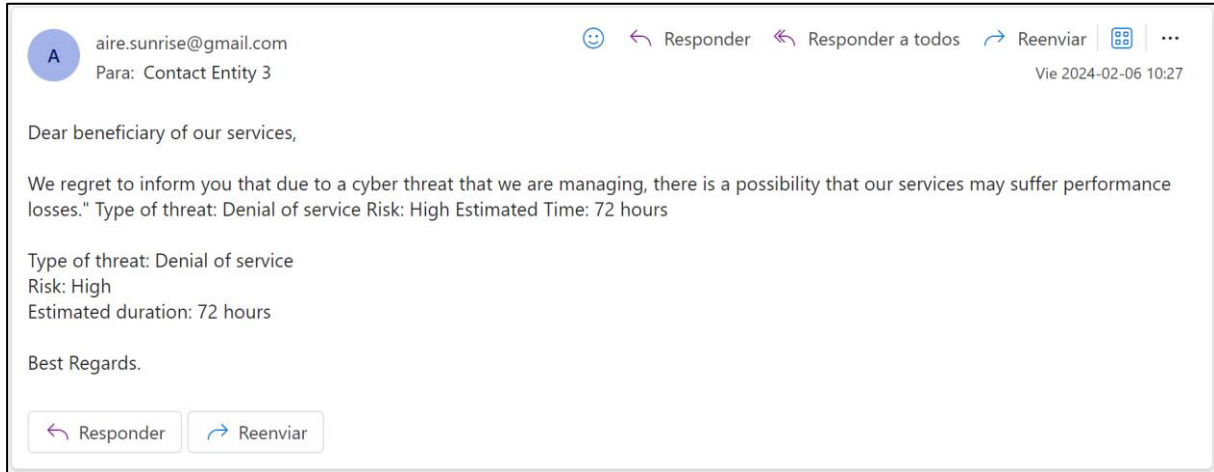 A
aire.sunrise@gmail.com
Responder Responder a todos Reenviar
Para: Contact Entity 3
Vie 2024-02-06 10:27
Dear beneficiary of our services,
We regret to inform you that due to a cyber threat that we are managing, there is a possibility that our services may suffer performance
losses." Type of threat: Denial of service Risk: High Estimated Time: 72 hours
Type of threat: Denial of service
Risk: High
Estimated duration: 72 hours
Best Regards.
Responder Reenviar